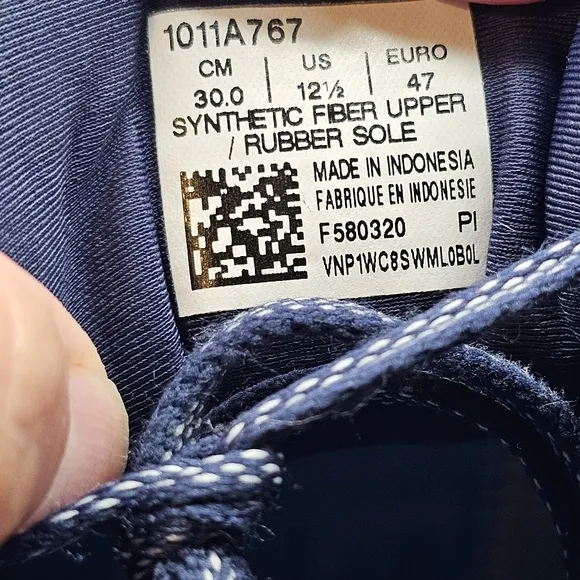 1011A767
CM | US | EURO
30.0 | 12½ | 47
SYNTHETIC FIBER UPPER
/ RUBBER SOLE
MADE IN INDONESIA
FABRIQUE EN INDONESIE
F580320 PI
VNP1WC8SWML0B0L